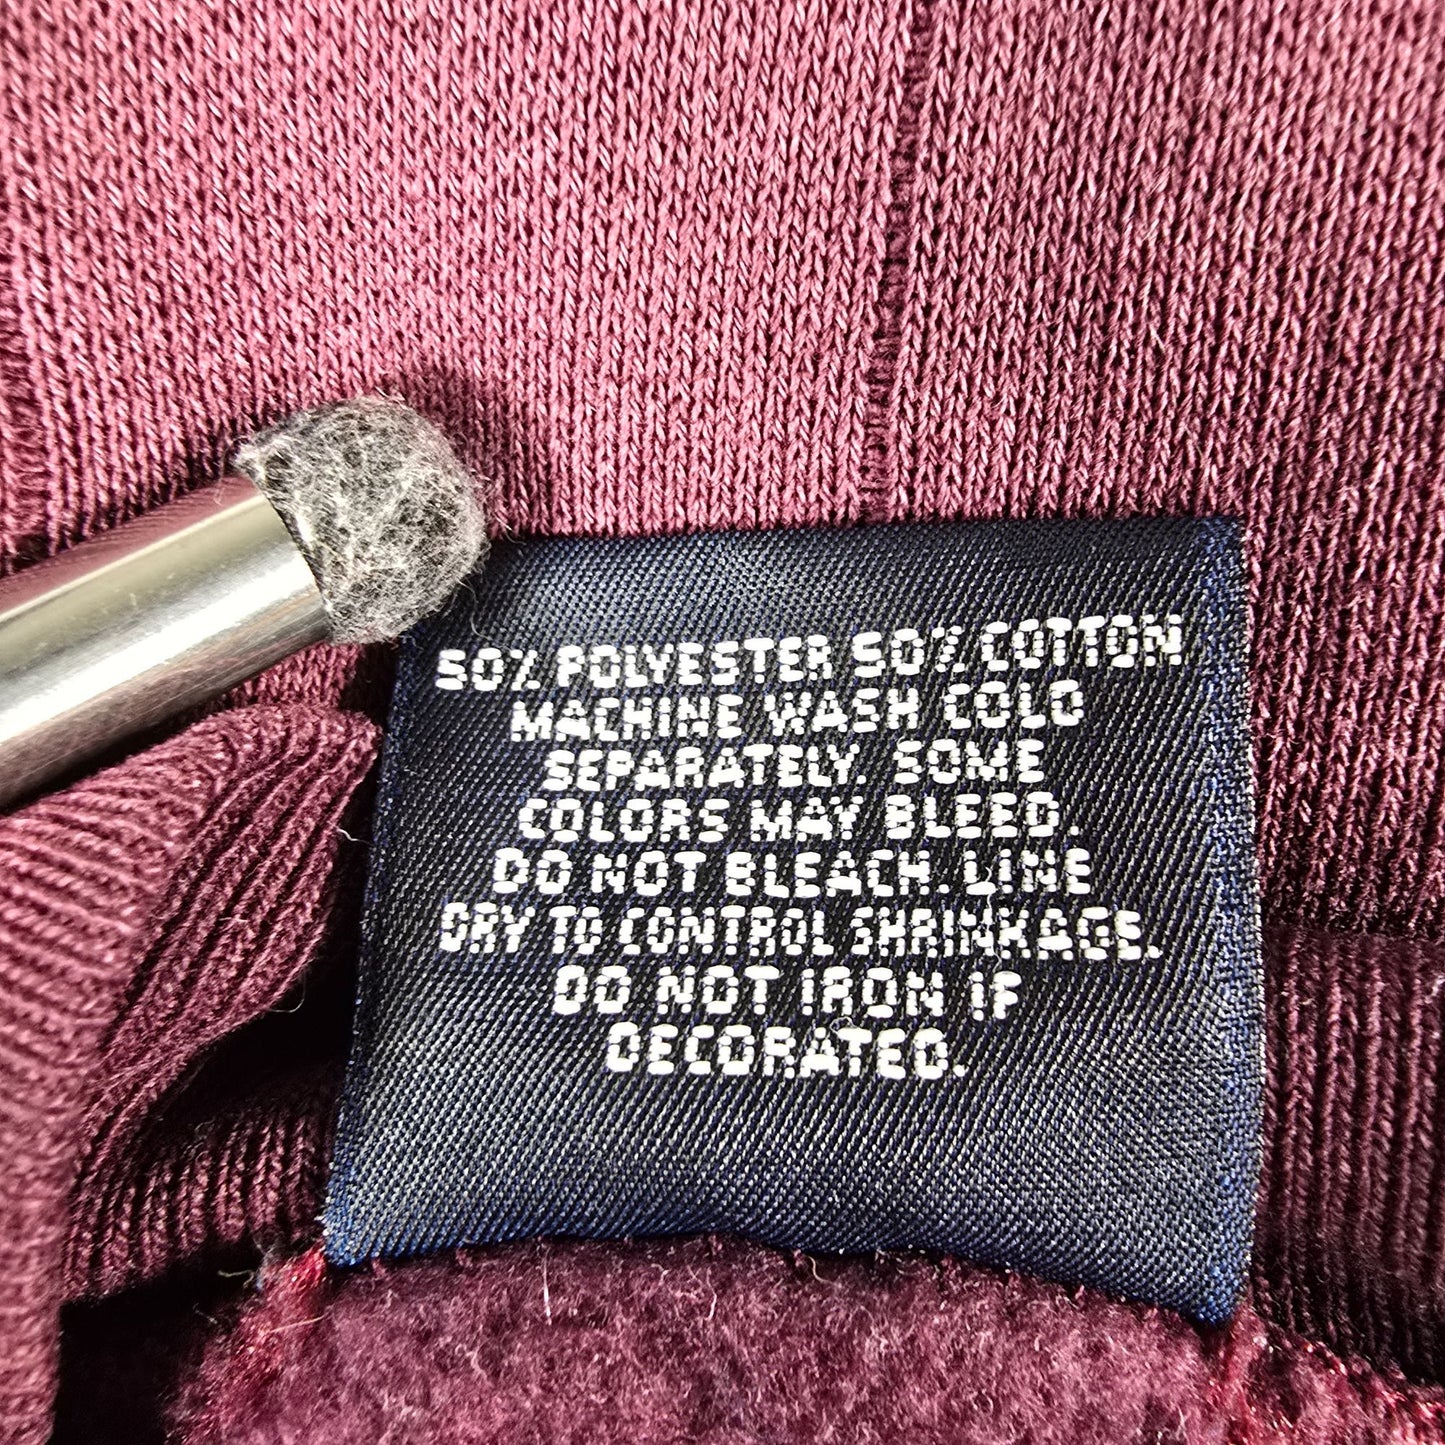 50% POLYESTER 50% COTTON
MACHINE WASH COLD
SEPARATELY. SOME
COLORS MAY BLEED.
DO NOT BLEACH. LINE
DRY TO CONTROL SHRINKAGE.
DO NOT IRON IF
DECORATED.